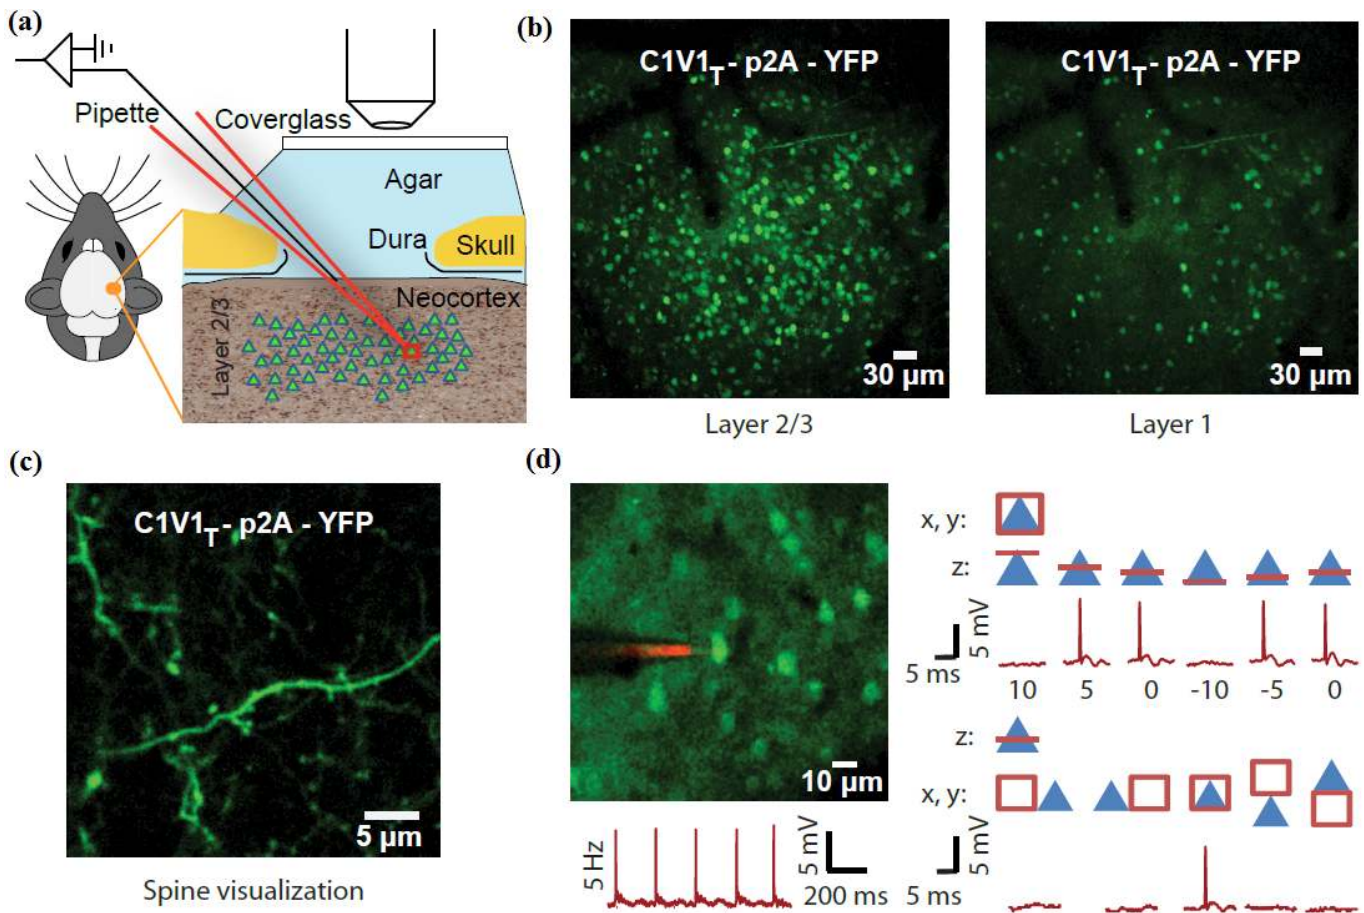 (a)
Pipette
Coverglass
Agar
Dura
Skull
Neocortex
Layer 2/3
(b)
C1V1T - p2A - YFP
30 µm
Layer 2/3
C1V1T - p2A - YFP
30 µm
Layer 1
(c)
C1V1T - p2A - YFP
5 µm
Spine visualization
(d)
10 µm
5 Hz
5 mV
200 ms
x, y:
z:
5 mV
5 ms
10 5 0 -10 -5 0
z:
x, y:
5 mV
5 ms